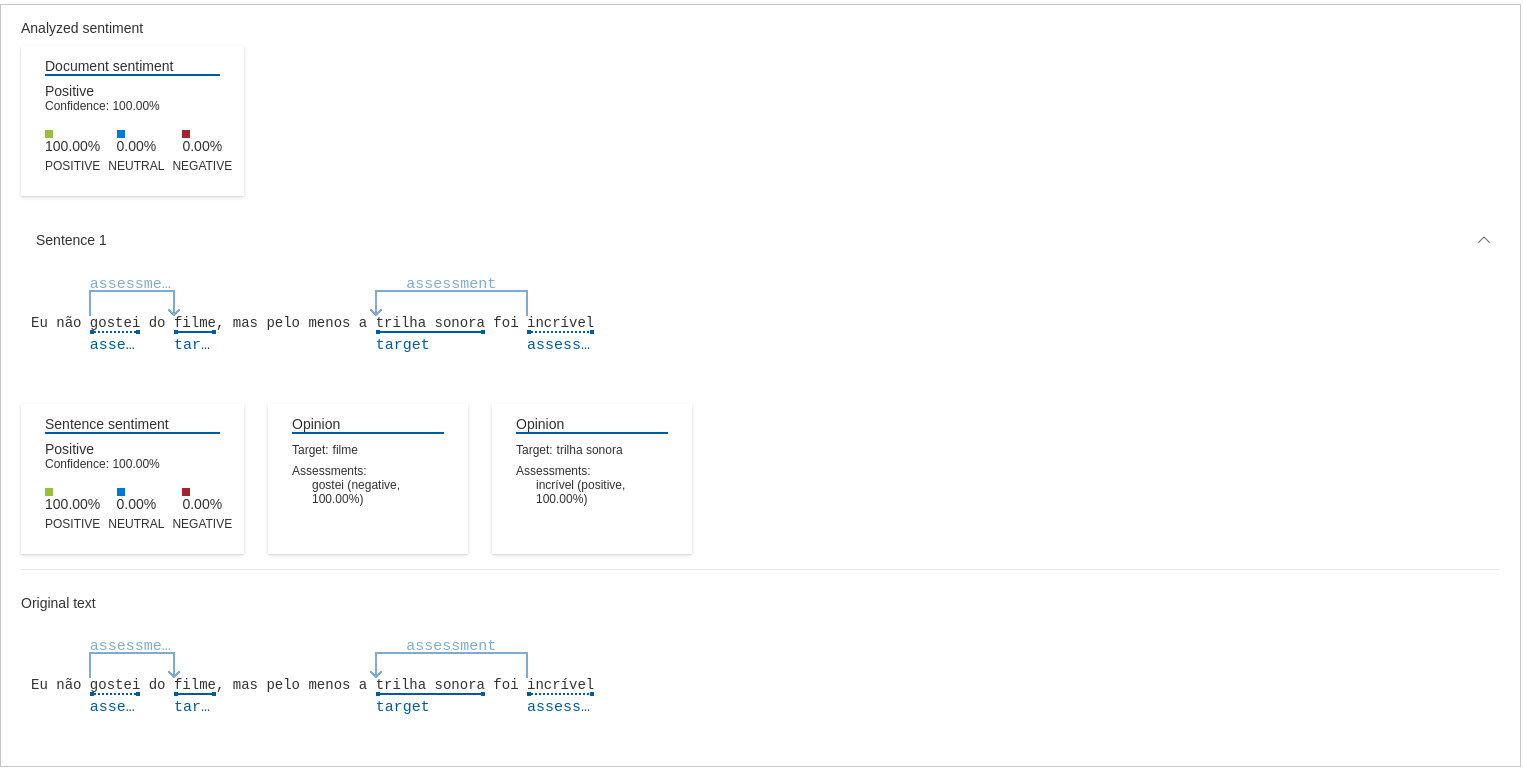 Analyzed sentiment
Document sentiment
Positive
Confidence: 100.00%
100.00% 0.00% 0.00%
POSITIVE NEUTRAL NEGATIVE
Sentence 1
assessme… assessment
Eu não gostei do filme, mas pelo menos a trilha sonora foi incrível
asse… tar… target assess…
Sentence sentiment
Positive
Confidence: 100.00%
100.00% 0.00% 0.00%
POSITIVE NEUTRAL NEGATIVE
Opinion
Target: filme
Assessments:
gostei (negative,
100.00%)
Opinion
Target: trilha sonora
Assessments:
incrível (positive,
100.00%)
Original text
assessme… assessment
Eu não gostei do filme, mas pelo menos a trilha sonora foi incrível
asse… tar… target assess…